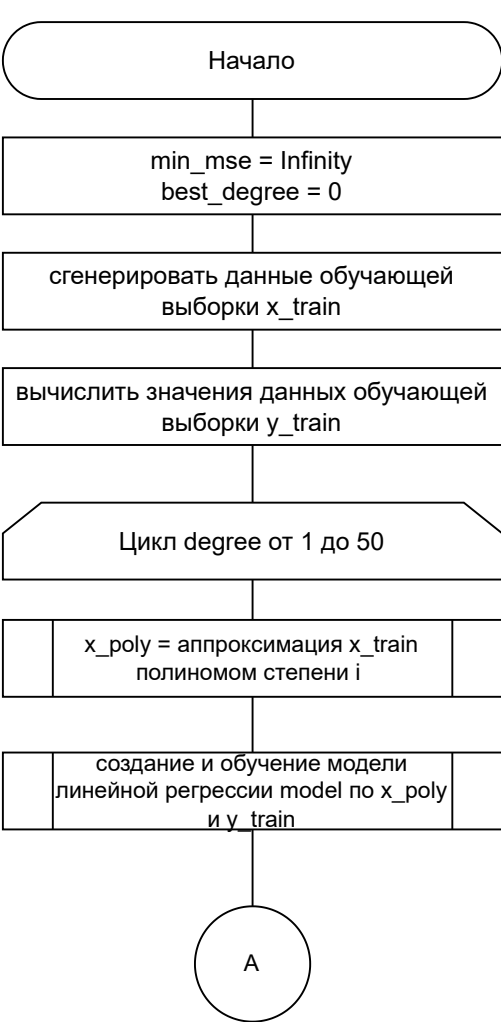 Начало
min_mse = Infinity
best_degree = 0
сгенерировать данные обучающей
выборки x_train
вычислить значения данных обучающей
выборки y_train
Цикл degree от 1 до 50
x_poly = аппроксимация x_train
полиномом степени i
создание и обучение модели
линейной регрессии model по x_poly
и y_train
А